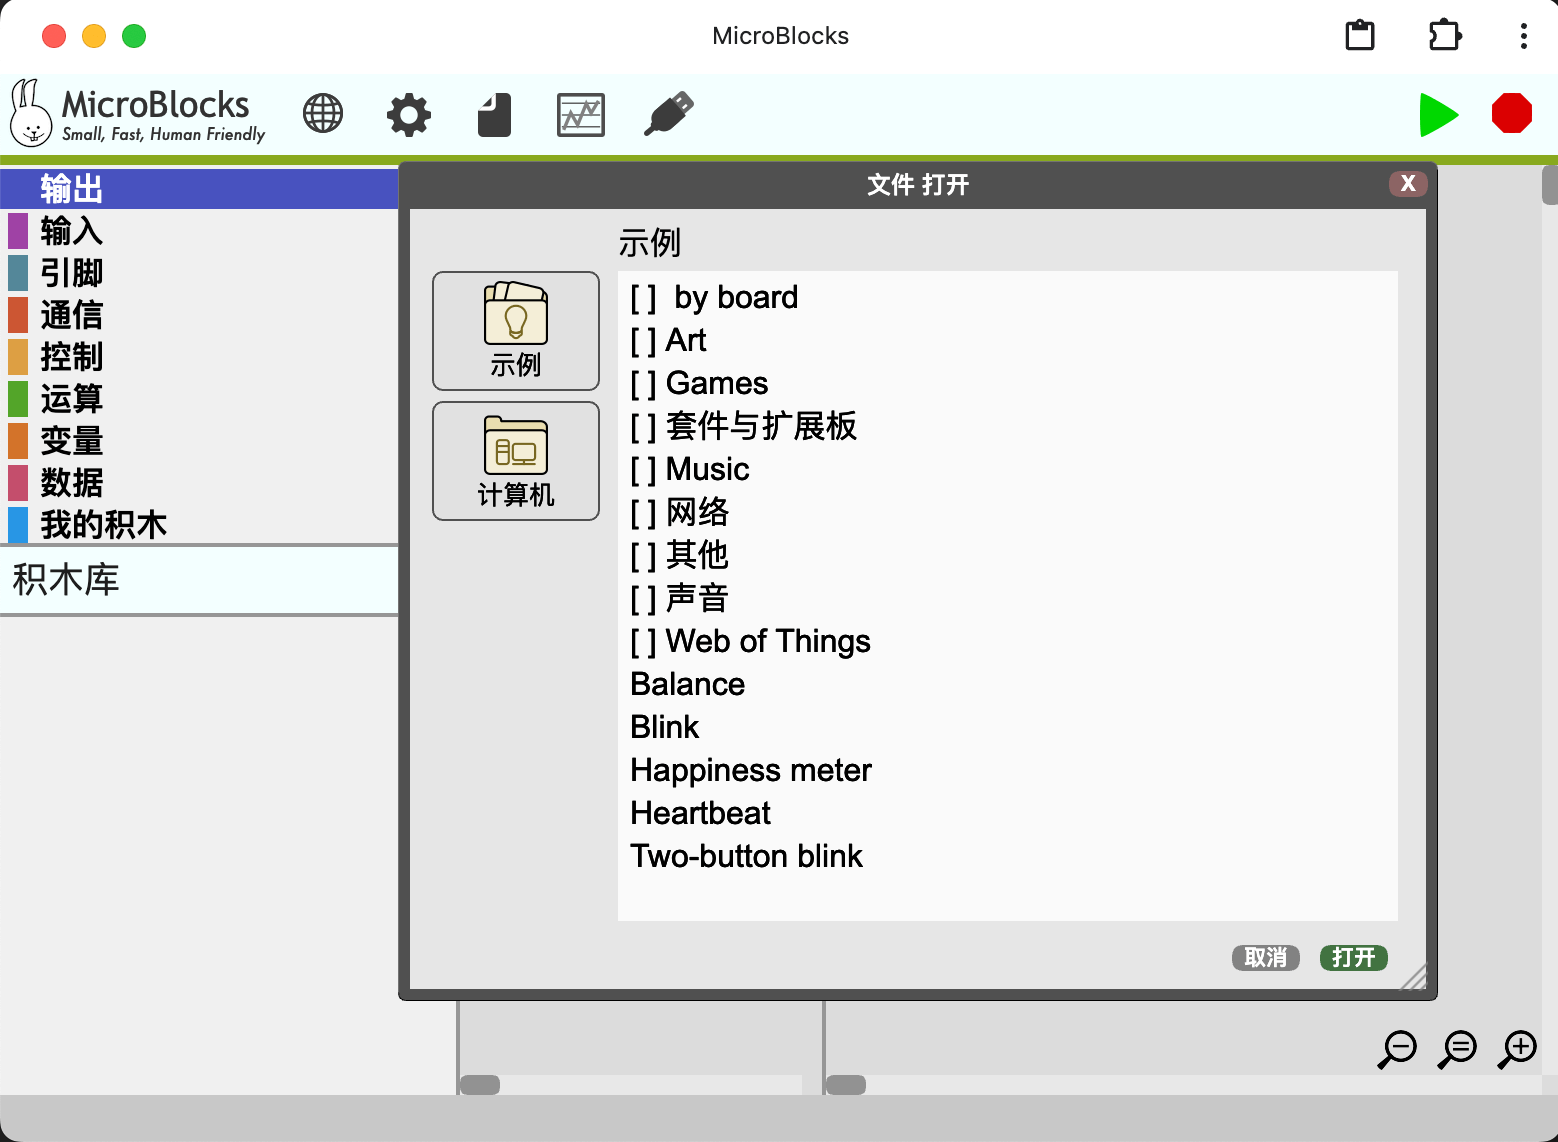 MicroBlocks
MicroBlocks
Small, Fast, Human Friendly
输出
输入
引脚
通信
控制
运算
变量
数据
我的积木
积木库
文件 打开
X
示例
示例
计算机
[ ] by board
[ ] Art
[ ] Games
[ ] 套件与扩展板
[ ] Music
[ ] 网络
[ ] 其他
[ ] 声音
[ ] Web of Things
Balance
Blink
Happiness meter
Heartbeat
Two-button blink
取消 打开